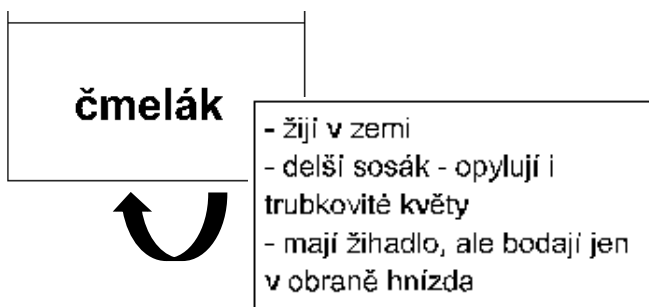 čmelák
- žijí v zemi
- delší sosák - opylují i
trubkovité květy
- mají žihadlo, ale bodají jen
v obraně hnízda